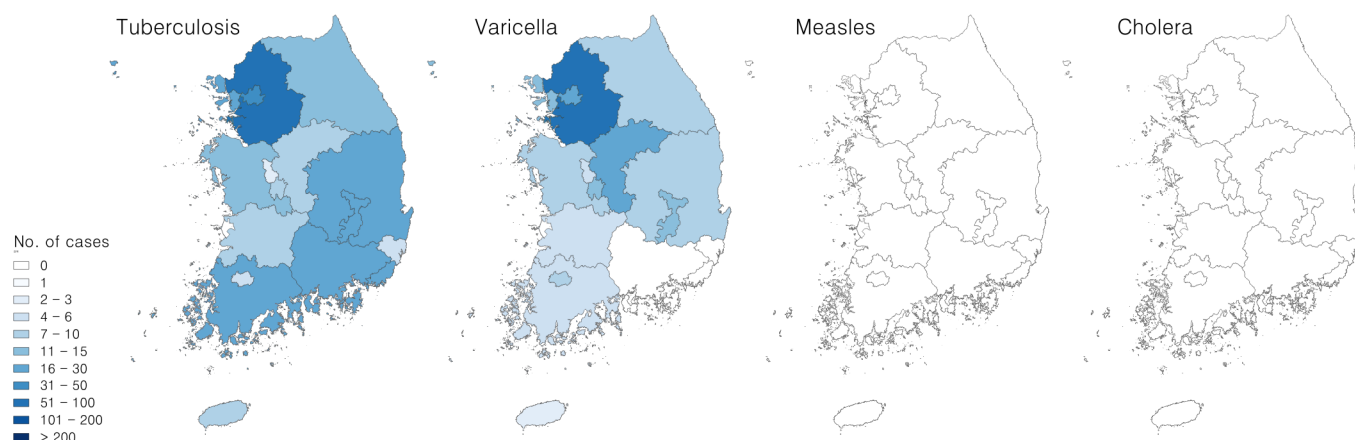 Tuberculosis
Varicella
Measles
Cholera
No. of cases
0
1
2 – 3
4 – 6
7 – 10
11 – 15
16 – 30
31 – 50
51 – 100
101 – 200
> 200